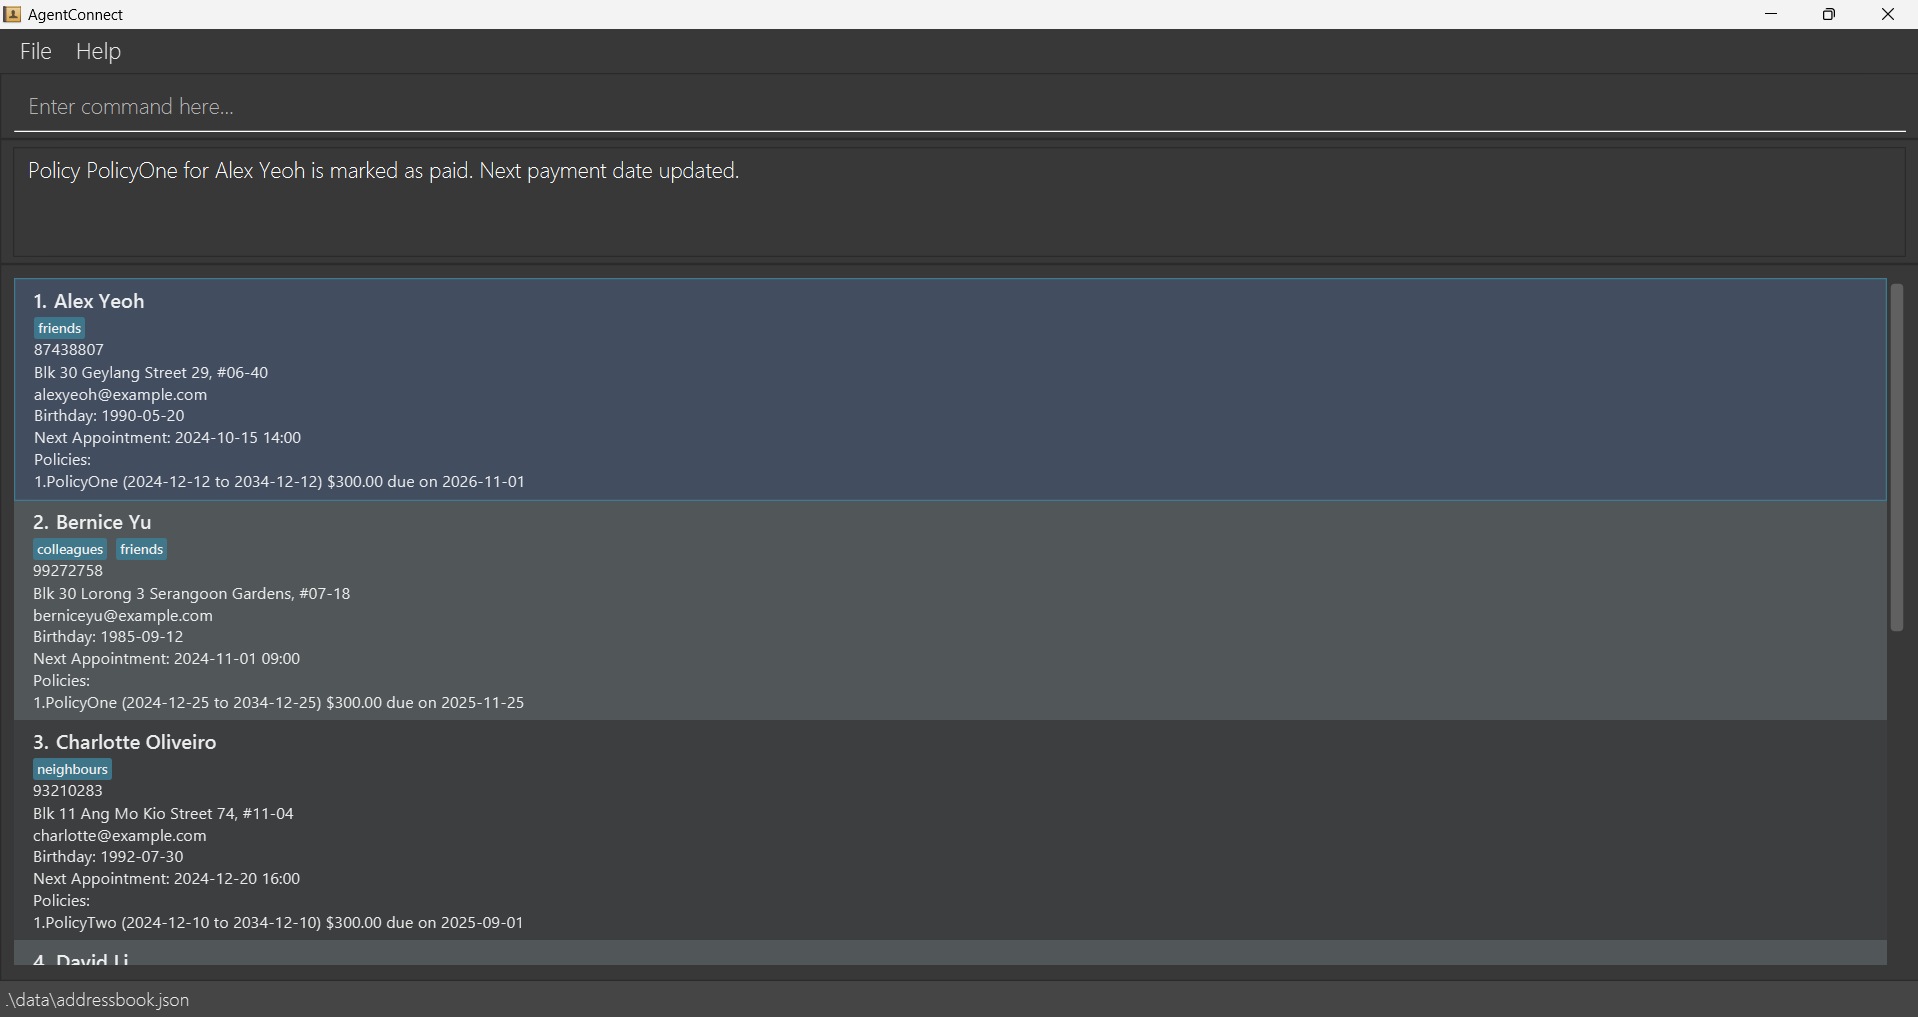 AgentConnect
File Help
Enter command here...
Policy PolicyOne for Alex Yeoh is marked as paid. Next payment date updated.
1. Alex Yeoh
friends
87438807
Blk 30 Geylang Street 29, #06-40
alexyeoh@example.com
Birthday: 1990-05-20
Next Appointment: 2024-10-15 14:00
Policies:
1.PolicyOne (2024-12-12 to 2034-12-12) $300.00 due on 2026-11-01
2. Bernice Yu
colleagues friends
99272758
Blk 30 Lorong 3 Serangoon Gardens, #07-18
berniceyu@example.com
Birthday: 1985-09-12
Next Appointment: 2024-11-01 09:00
Policies:
1.PolicyOne (2024-12-25 to 2034-12-25) $300.00 due on 2025-11-25
3. Charlotte Oliveiro
neighbours
93210283
Blk 11 Ang Mo Kio Street 74, #11-04
charlotte@example.com
Birthday: 1992-07-30
Next Appointment: 2024-12-20 16:00
Policies:
1.PolicyTwo (2024-12-10 to 2034-12-10) $300.00 due on 2025-09-01
4. David Li
.\data\addressbook.json